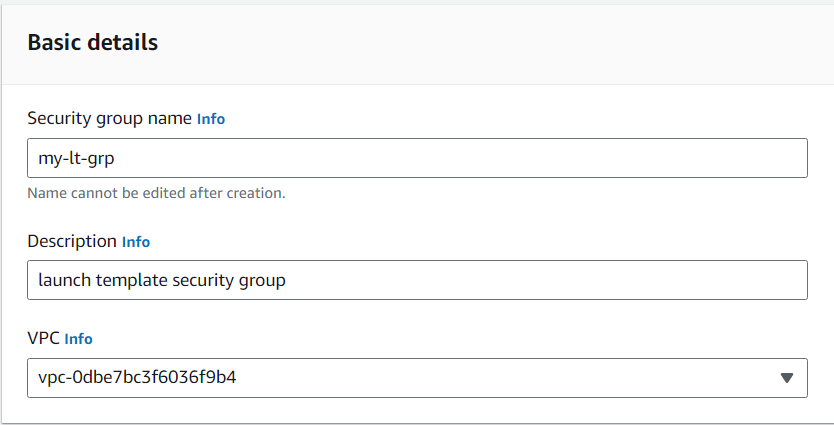 Basic details
Security group name Info
my-lt-grp
Name cannot be edited after creation.
Description Info
launch template security group
VPC Info
vpc-0dbe7bc3f6036f9b4